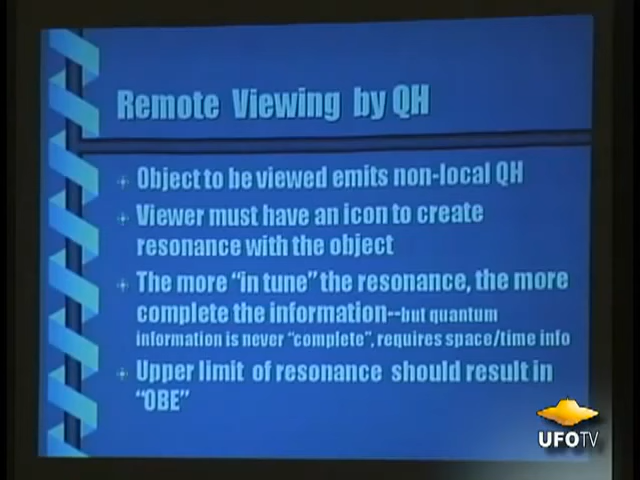 Remote Viewing by QH
Object to be viewed emits non-local QH
Viewer must have an icon to create
resonance with the object
The more "in tune" the resonance, the more
complete the information--but quantum
information is never "complete", requires space/time info
Upper limit of resonance should result in
"OBE"
UFOTV